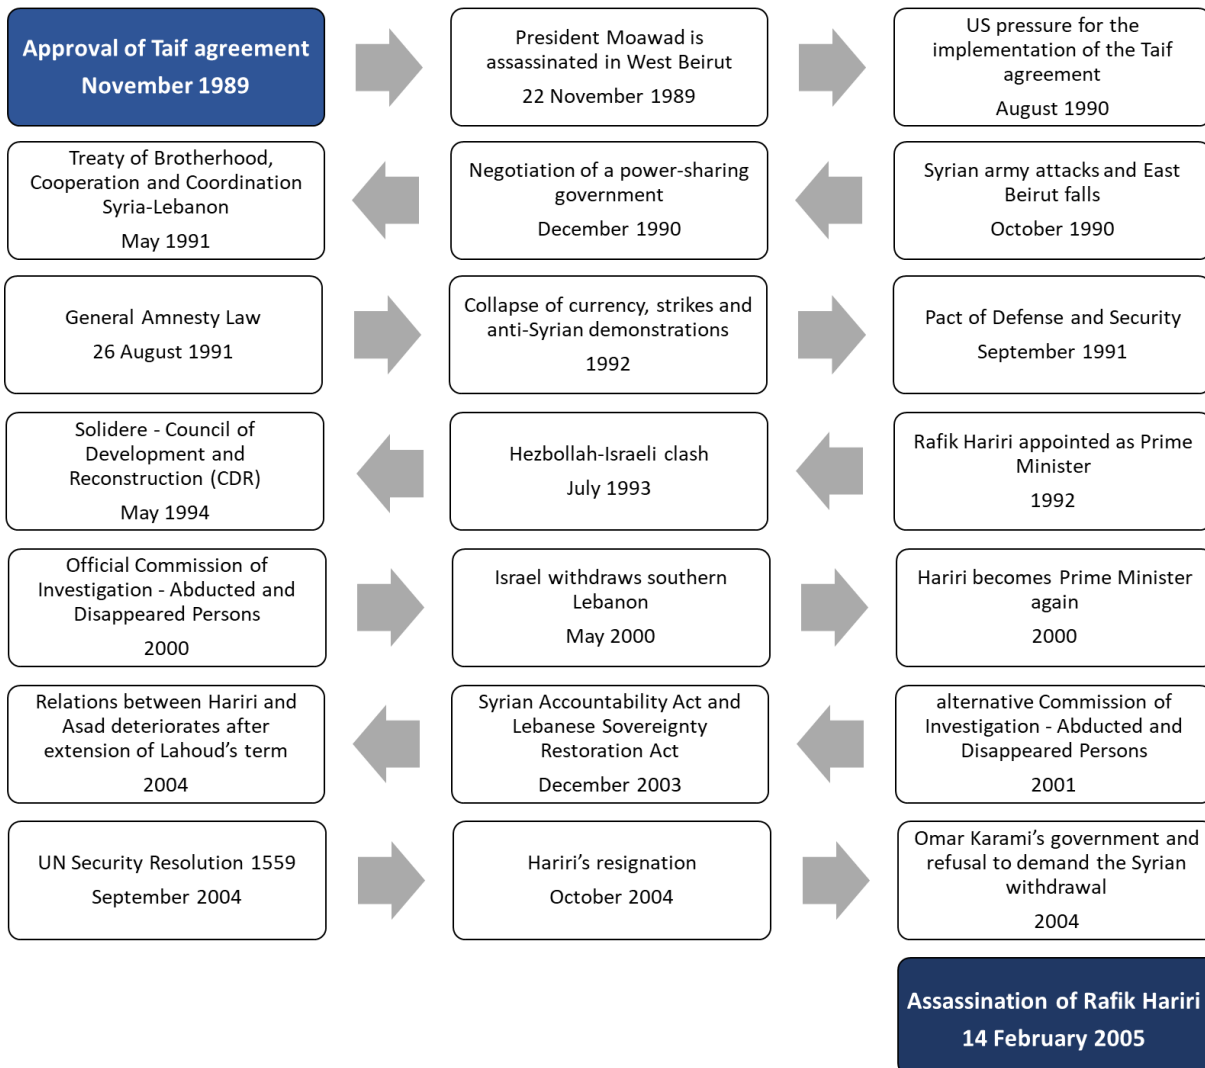 Approval of Taif agreement
November 1989
President Moawad is
assassinated in West Beirut
22 November 1989
US pressure for the
implementation of the Taif
agreement
August 1990
Treaty of Brotherhood,
Cooperation and Coordination
Syria-Lebanon
May 1991
Negotiation of a power-sharing
government
December 1990
Syrian army attacks and East
Beirut falls
October 1990
General Amnesty Law
26 August 1991
Collapse of currency, strikes and
anti-Syrian demonstrations
1992
Pact of Defense and Security
September 1991
Solidere - Council of
Development and
Reconstruction (CDR)
May 1994
Hezbollah-Israeli clash
July 1993
Rafik Hariri appointed as Prime
Minister
1992
Official Commission of
Investigation - Abducted and
Disappeared Persons
2000
Israel withdraws southern
Lebanon
May 2000
Hariri becomes Prime Minister
again
2000
Relations between Hariri and
Asad deteriorates after
extension of Lahoud’s term
2004
Syrian Accountability Act and
Lebanese Sovereignty
Restoration Act
December 2003
alternative Commission of
Investigation - Abducted and
Disappeared Persons
2001
UN Security Resolution 1559
September 2004
Hariri’s resignation
October 2004
Omar Karami’s government and
refusal to demand the Syrian
withdrawal
2004
Assassination of Rafik Hariri
14 February 2005